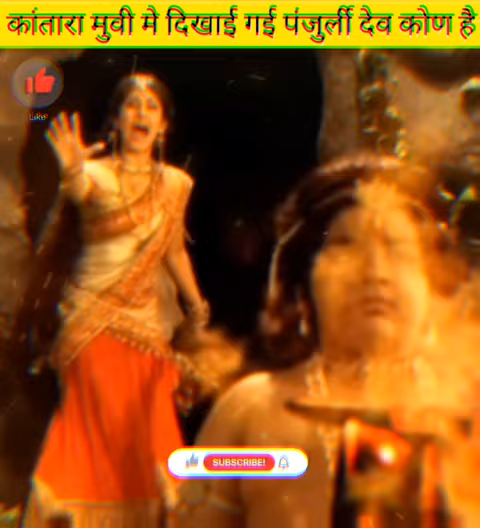 कांतारा मुवी मे दिखाई गई पंजुर्ली देव कोण है
Like
SUBSCRIBE!